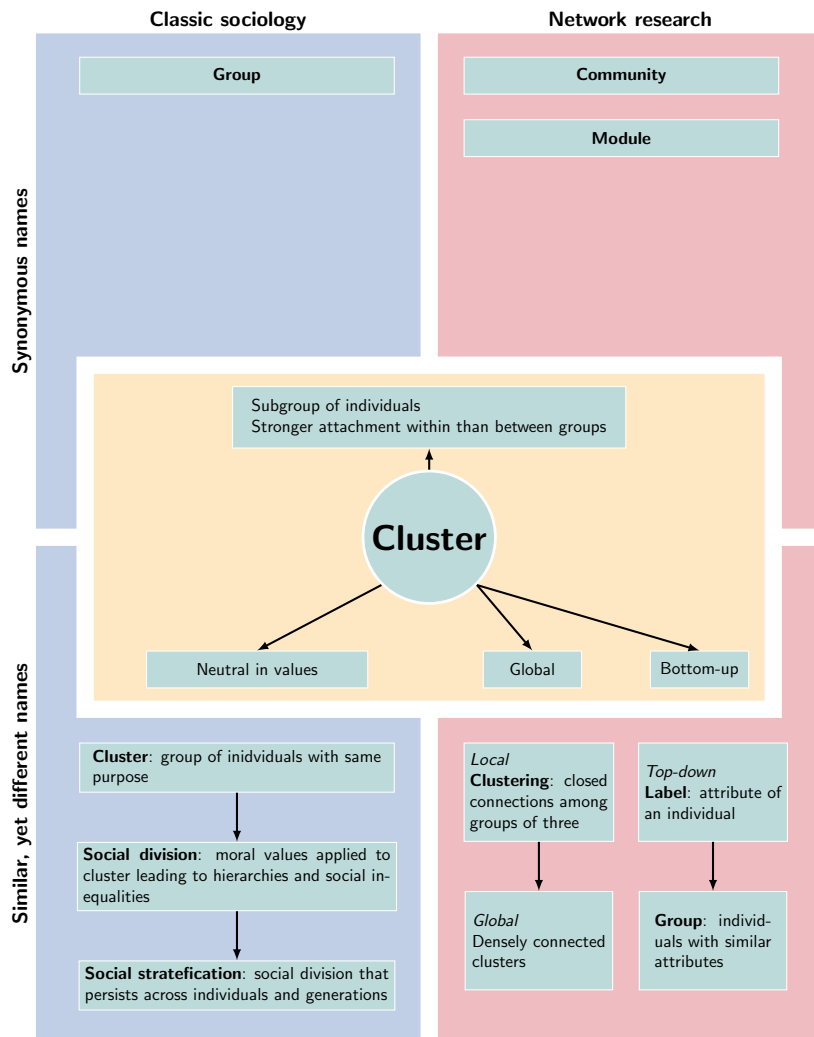 Classic sociology
Network research
Synonymous names
Group
Community
Module
Subgroup of individuals
Stronger attachment within than between groups
Cluster
Neutral in values
Global
Bottom-up
Similar, yet different names
Cluster: group of inidviduals with same
purpose
Social division: moral values applied to
cluster leading to hierarchies and social in-
equalities
Social stratefication: social division that
persists across individuals and generations
Local
Clustering: closed
connections among
groups of three
Global
Densely connected
clusters
Top-down
Label: attribute of
an individual
Group: individ-
uals with similar
attributes